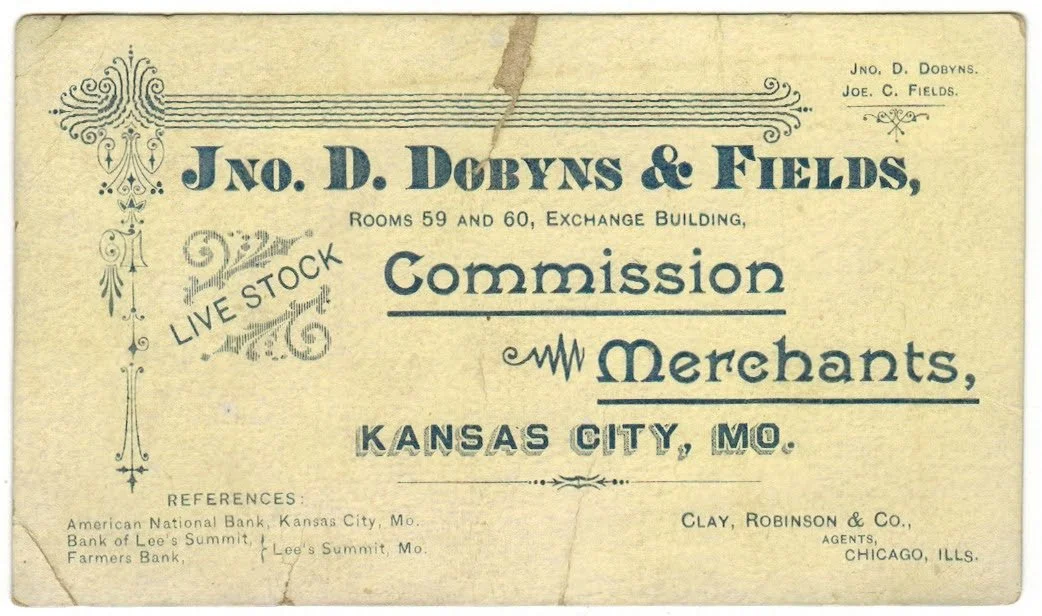 JNO. D. DOBYNS.
JOE. C. FIELDS.
JNO. D. DOBYNS & FIELDS,
ROOMS 59 AND 60, EXCHANGE BUILDING,
LIVE STOCK
Commission
Merchants,
KANSAS CITY, MO.
REFERENCES:
American National Bank, Kansas City, Mo.
Bank of Lee's Summit,
Farmers Bank,
} Lee's Summit, Mo.
CLAY, ROBINSON & CO.,
AGENTS,
CHICAGO, ILLS.